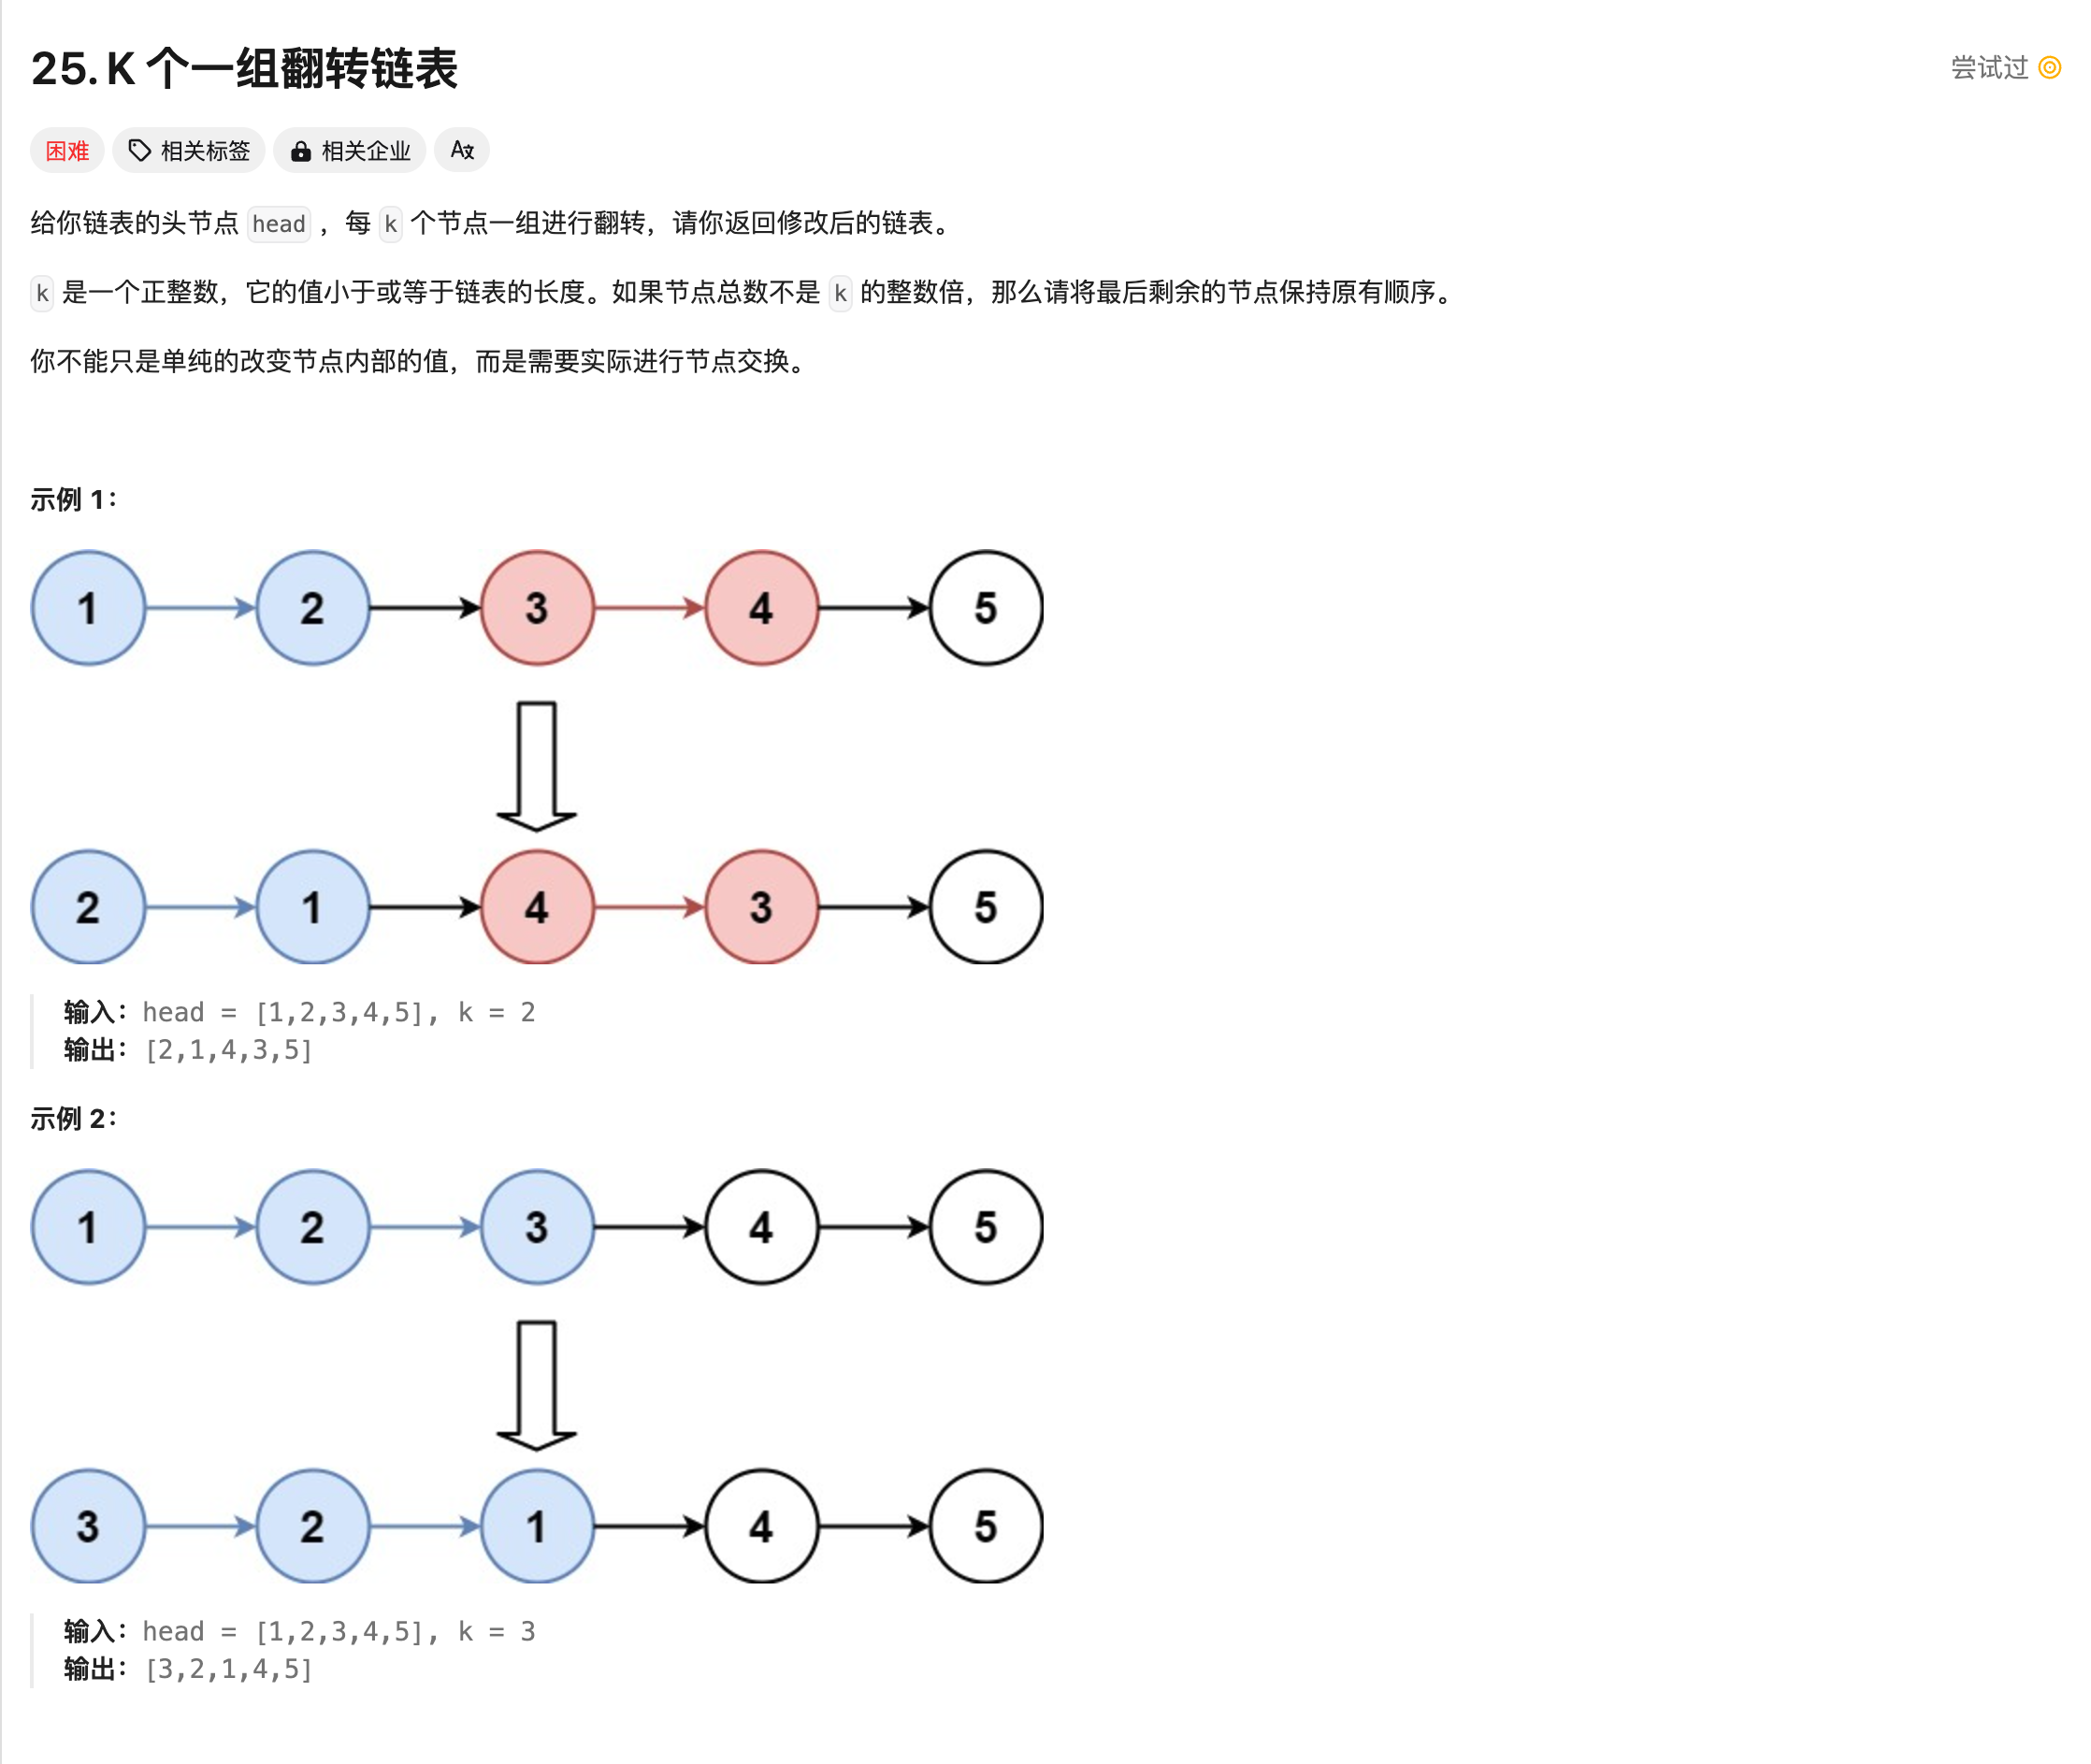 25. K 个一组翻转链表
尝试过
困难 相关标签 相关企业 A文
给你链表的头节点 head ，每 k 个节点一组进行翻转，请你返回修改后的链表。
k 是一个正整数，它的值小于或等于链表的长度。如果节点总数不是 k 的整数倍，那么请将最后剩余的节点保持原有顺序。
你不能只是单纯的改变节点内部的值，而是需要实际进行节点交换。
示例 1：
1 2 3 4 5
2 1 4 3 5
输入：head = [1,2,3,4,5], k = 2
输出：[2,1,4,3,5]
示例 2：
1 2 3 4 5
3 2 1 4 5
输入：head = [1,2,3,4,5], k = 3
输出：[3,2,1,4,5]